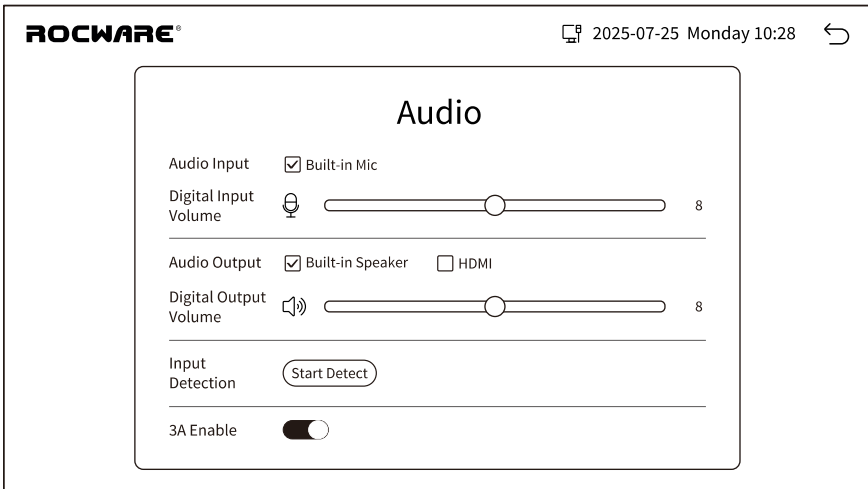 ROCWARE®
2025-07-25 Monday 10:28
Audio
Audio Input
Built-in Mic
Digital Input
Volume
8
Audio Output
Built-in Speaker
HDMI
Digital Output
Volume
8
Input
Detection
Start Detect
3A Enable